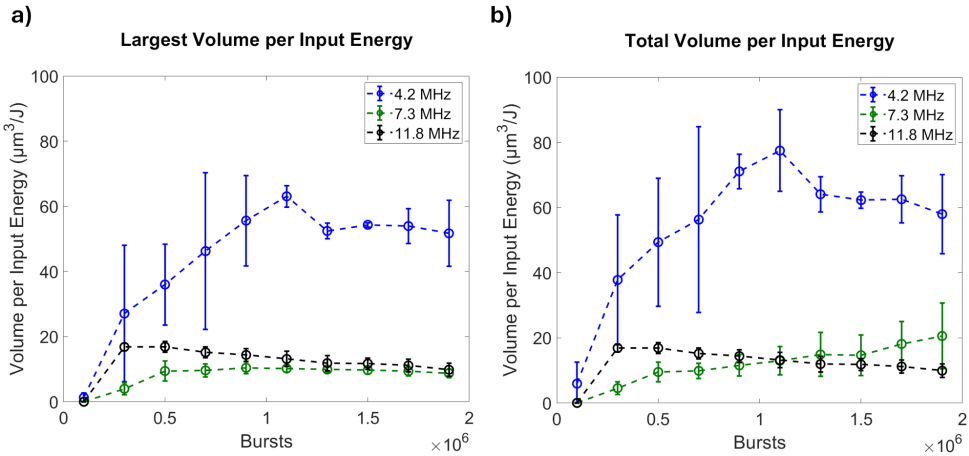 a)
Largest Volume per Input Energy
Volume per Input Energy (μm³/J)
100
80
60
40
20
0
4.2 MHz
7.3 MHz
11.8 MHz
0
0.5
1
1.5
2
Bursts
×10⁶
b)
Total Volume per Input Energy
Volume per Input Energy (μm³/J)
100
80
60
40
20
0
4.2 MHz
7.3 MHz
11.8 MHz
0
0.5
1
1.5
2
Bursts
×10⁶